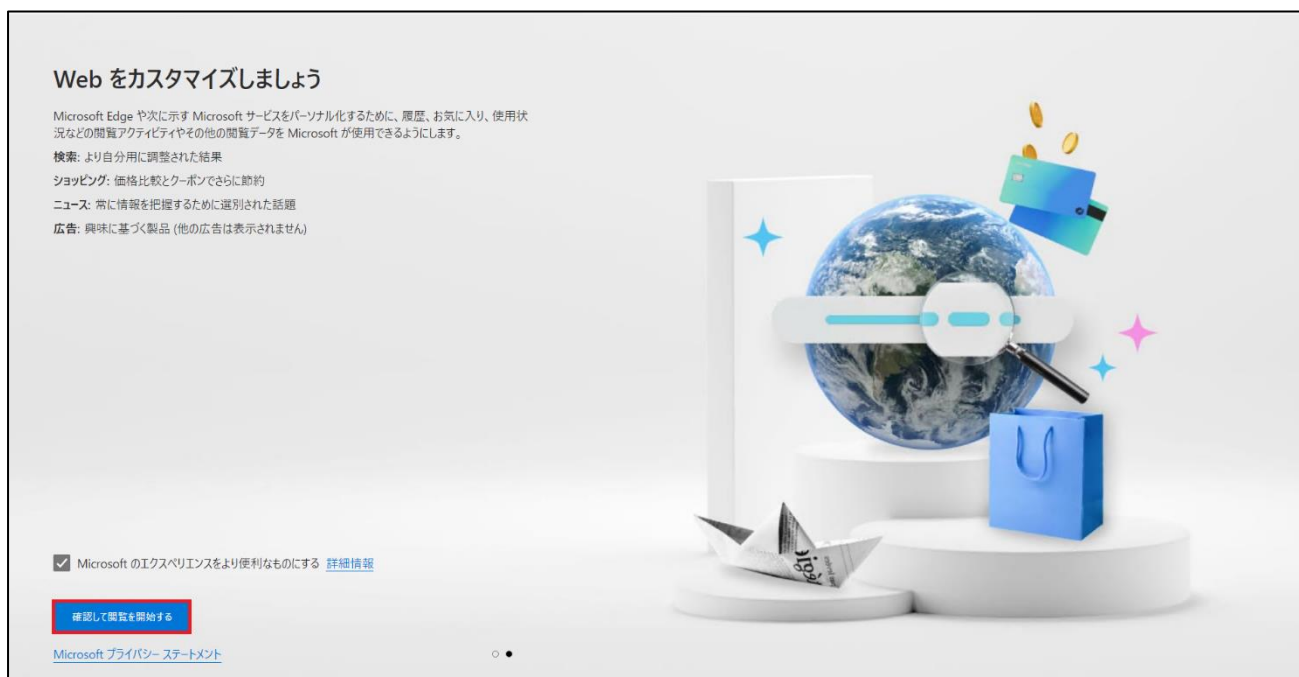 Web をカスタマイズしましょう
Microsoft Edge や次に示す Microsoft サービスをパーソナル化するために、履歴、お気に入り、使用状
況などの閲覧アクティビティやその他の閲覧データを Microsoft が使用できるようにします。
検索: より自分用に調整された結果
ショッピング: 価格比較とクーポンでさらに節約
ニュース: 常に情報を把握するために選別された話題
広告: 興味に基づく製品 (他の広告は表示されません)
Microsoft のエクスペリエンスをより便利なものにする 詳細情報
確認して閲覧を開始する
Microsoft プライバシー ステートメント